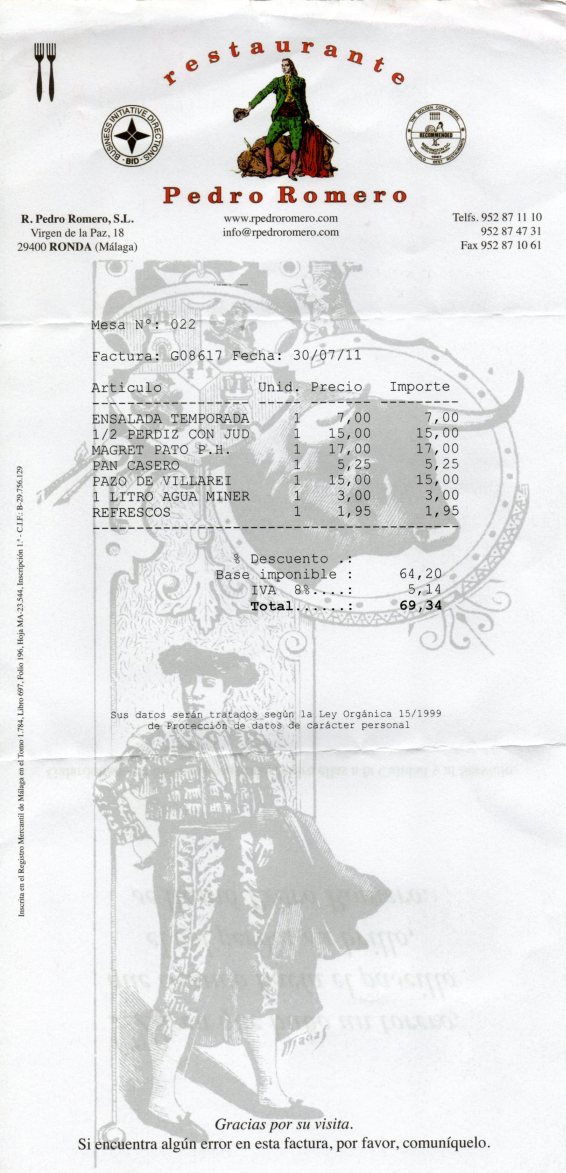 restaurante
BUSINESS INITIATIVE DIRECTIONS
·BID·
RECOMMENDED
Pedro Romero
R. Pedro Romero, S.L.
Virgen de la Paz, 18
29400 RONDA (Málaga)
www.rpedroromero.com
info@rpedroromero.com
Telfs. 952 87 11 10
952 87 47 31
Fax 952 87 10 61
Mesa Nº: 022
Factura: G08617 Fecha: 30/07/11
Articulo Unid. Precio Importe
ENSALADA TEMPORADA 1 7,00 7,00
1/2 PERDIZ CON JUD 1 15,00 15,00
MAGRET PATO P.H. 1 17,00 17,00
PAN CASERO 1 5,25 5,25
PAZO DE VILLAREI 1 15,00 15,00
1 LITRO AGUA MINER 1 3,00 3,00
REFRESCOS 1 1,95 1,95
% Descuento .:
Base imponible : 64,20
IVA 8%....: 5,14
Total......: 69,34
Sus datos serán tratados según la Ley Orgánica 15/1999
de Protección de datos de carácter personal
Inscrita en el Registro Mercantil de Málaga en el Tomo 1.784, Libro 697, Folio 196, Hoja MA-23.544, Inscripción 1.ª - C.I.F.: B-29.756.129
Gracias por su visita.
Si encuentra algún error en esta factura, por favor, comuníquelo.